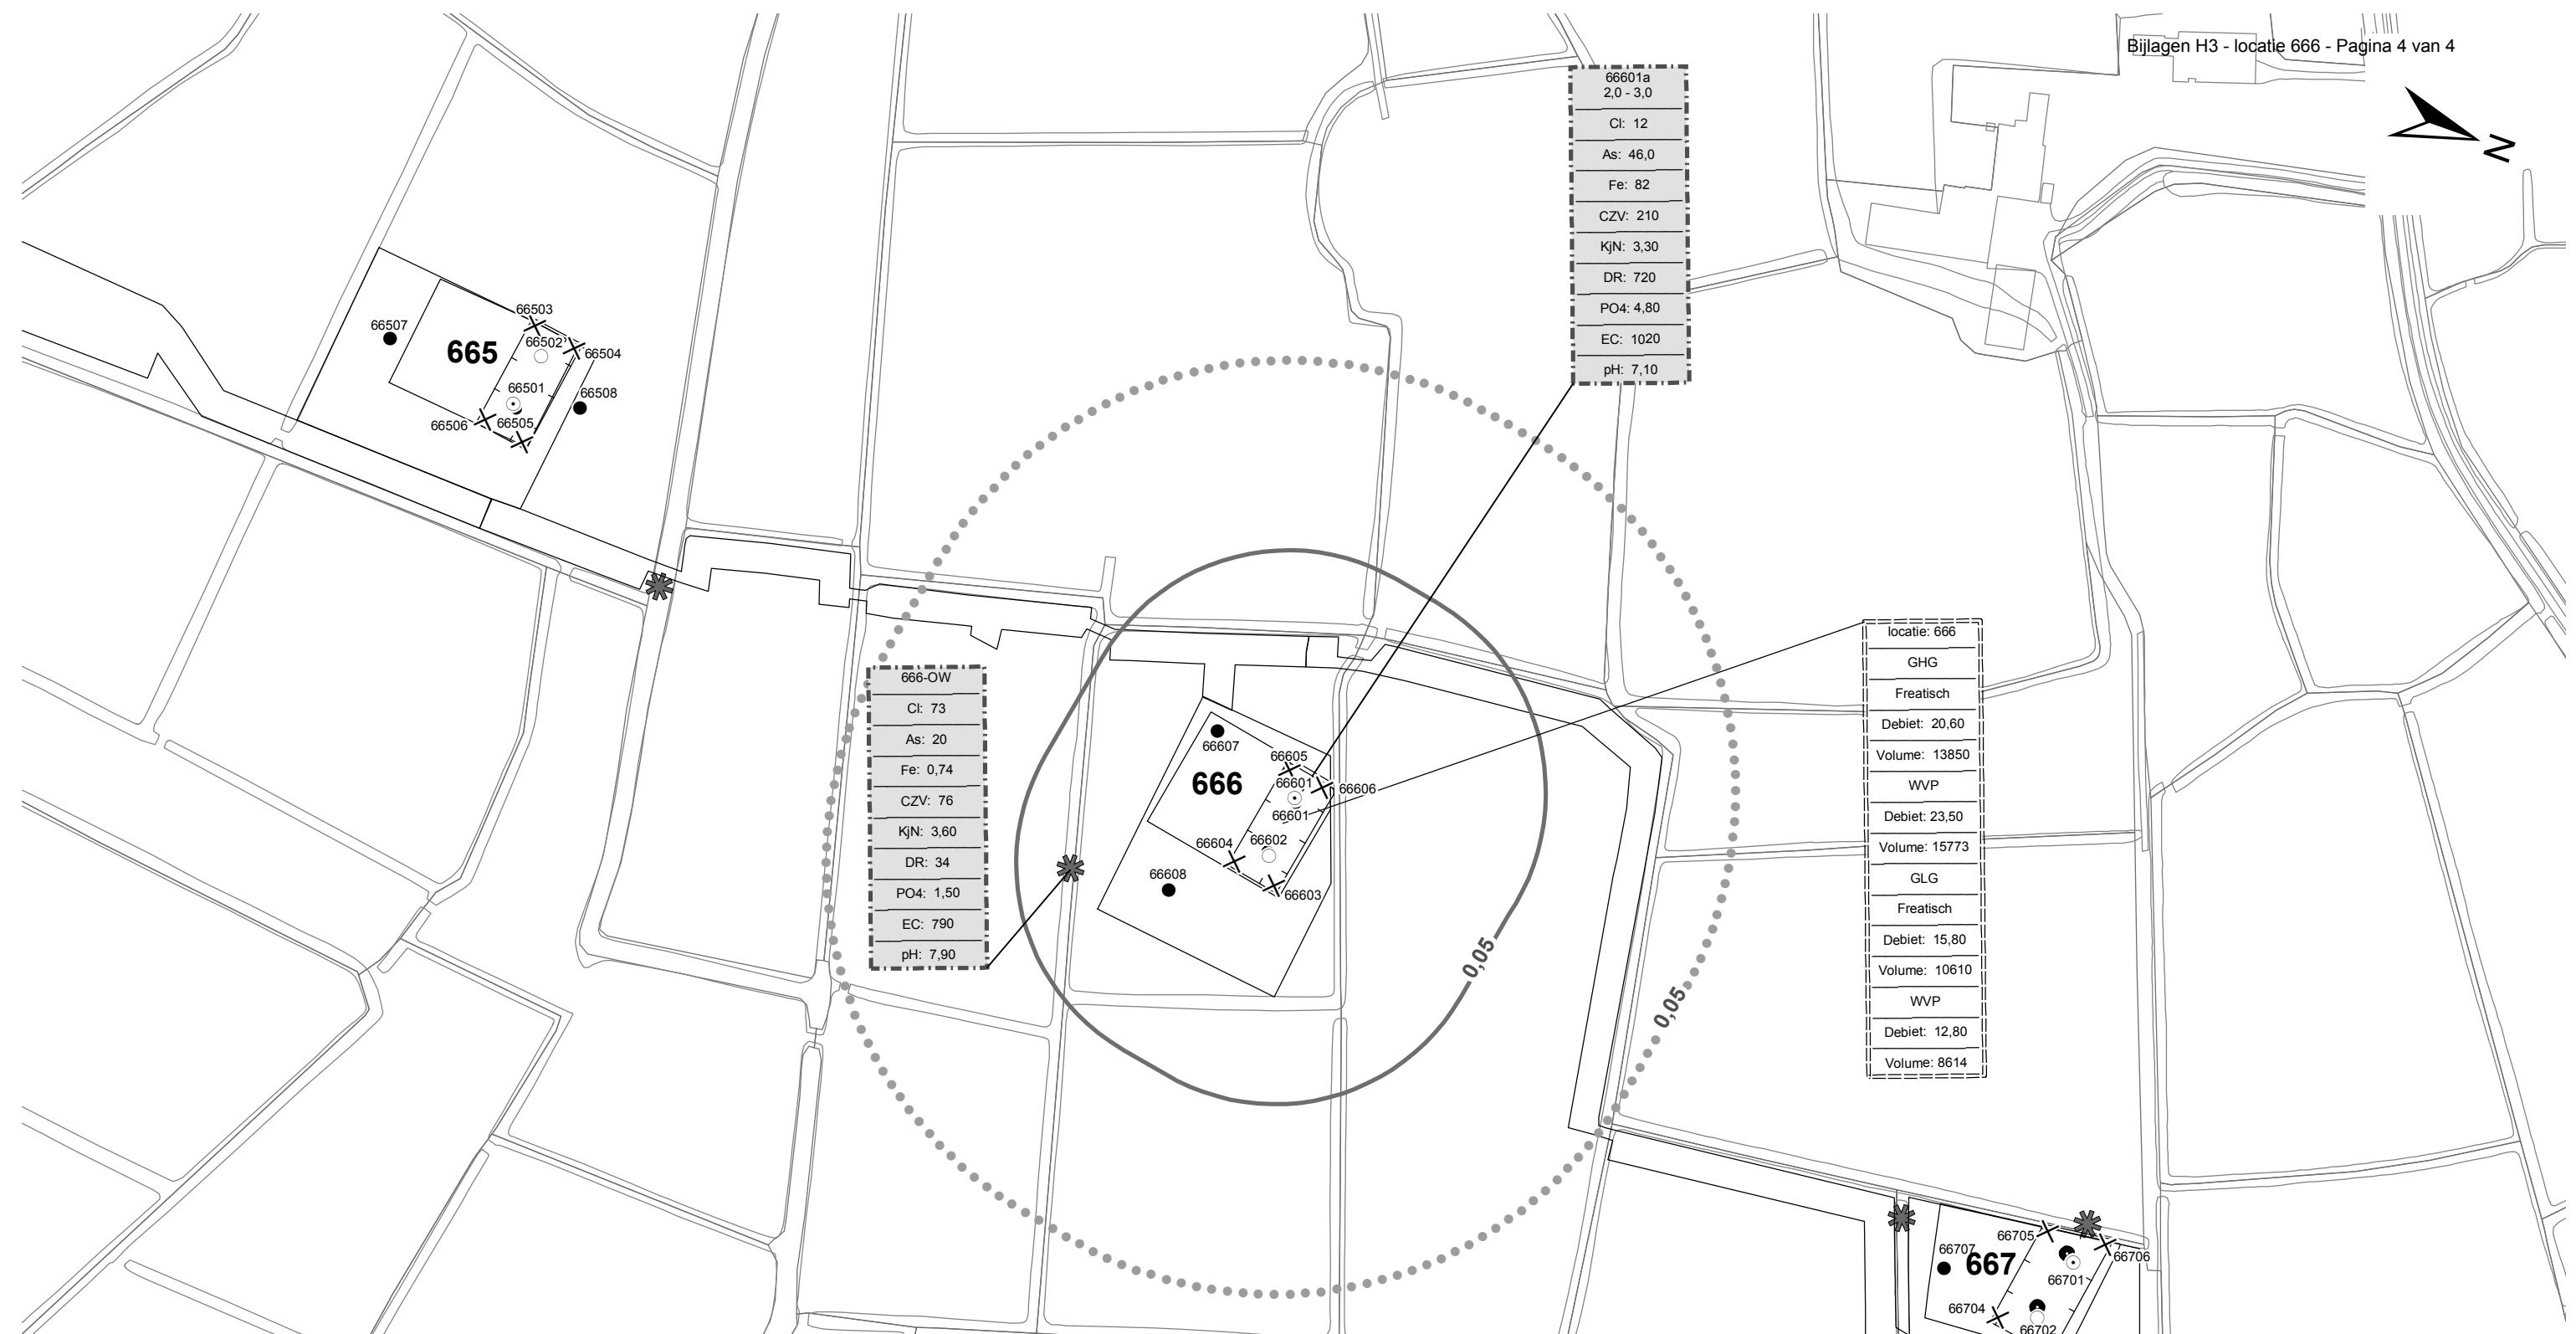 Bijlagen H3 - locatie 666 - Pagina 4 van 4
N
66601a
2,0 - 3,0
Cl: 12
As: 46,0
Fe: 82
CZV: 210
KjN: 3,30
DR: 720
PO4: 4,80
EC: 1020
pH: 7,10
66503
66507
66502
66504
665
66501
66508
66506
66505
locatie: 666
GHG
Freatisch
Debiet: 20,60
Volume: 13850
WVP
Debiet: 23,50
Volume: 15773
GLG
Freatisch
Debiet: 15,80
Volume: 10610
WVP
Debiet: 12,80
Volume: 8614
666-OW
Cl: 73
As: 20
Fe: 0,74
CZV: 76
KjN: 3,60
DR: 34
PO4: 1,50
EC: 790
pH: 7,90
66607
66605
666
66601
66606
66601
66604
66602
66608
66603
0,05
0,05
66705
66707
667
66706
66701
66704
66702